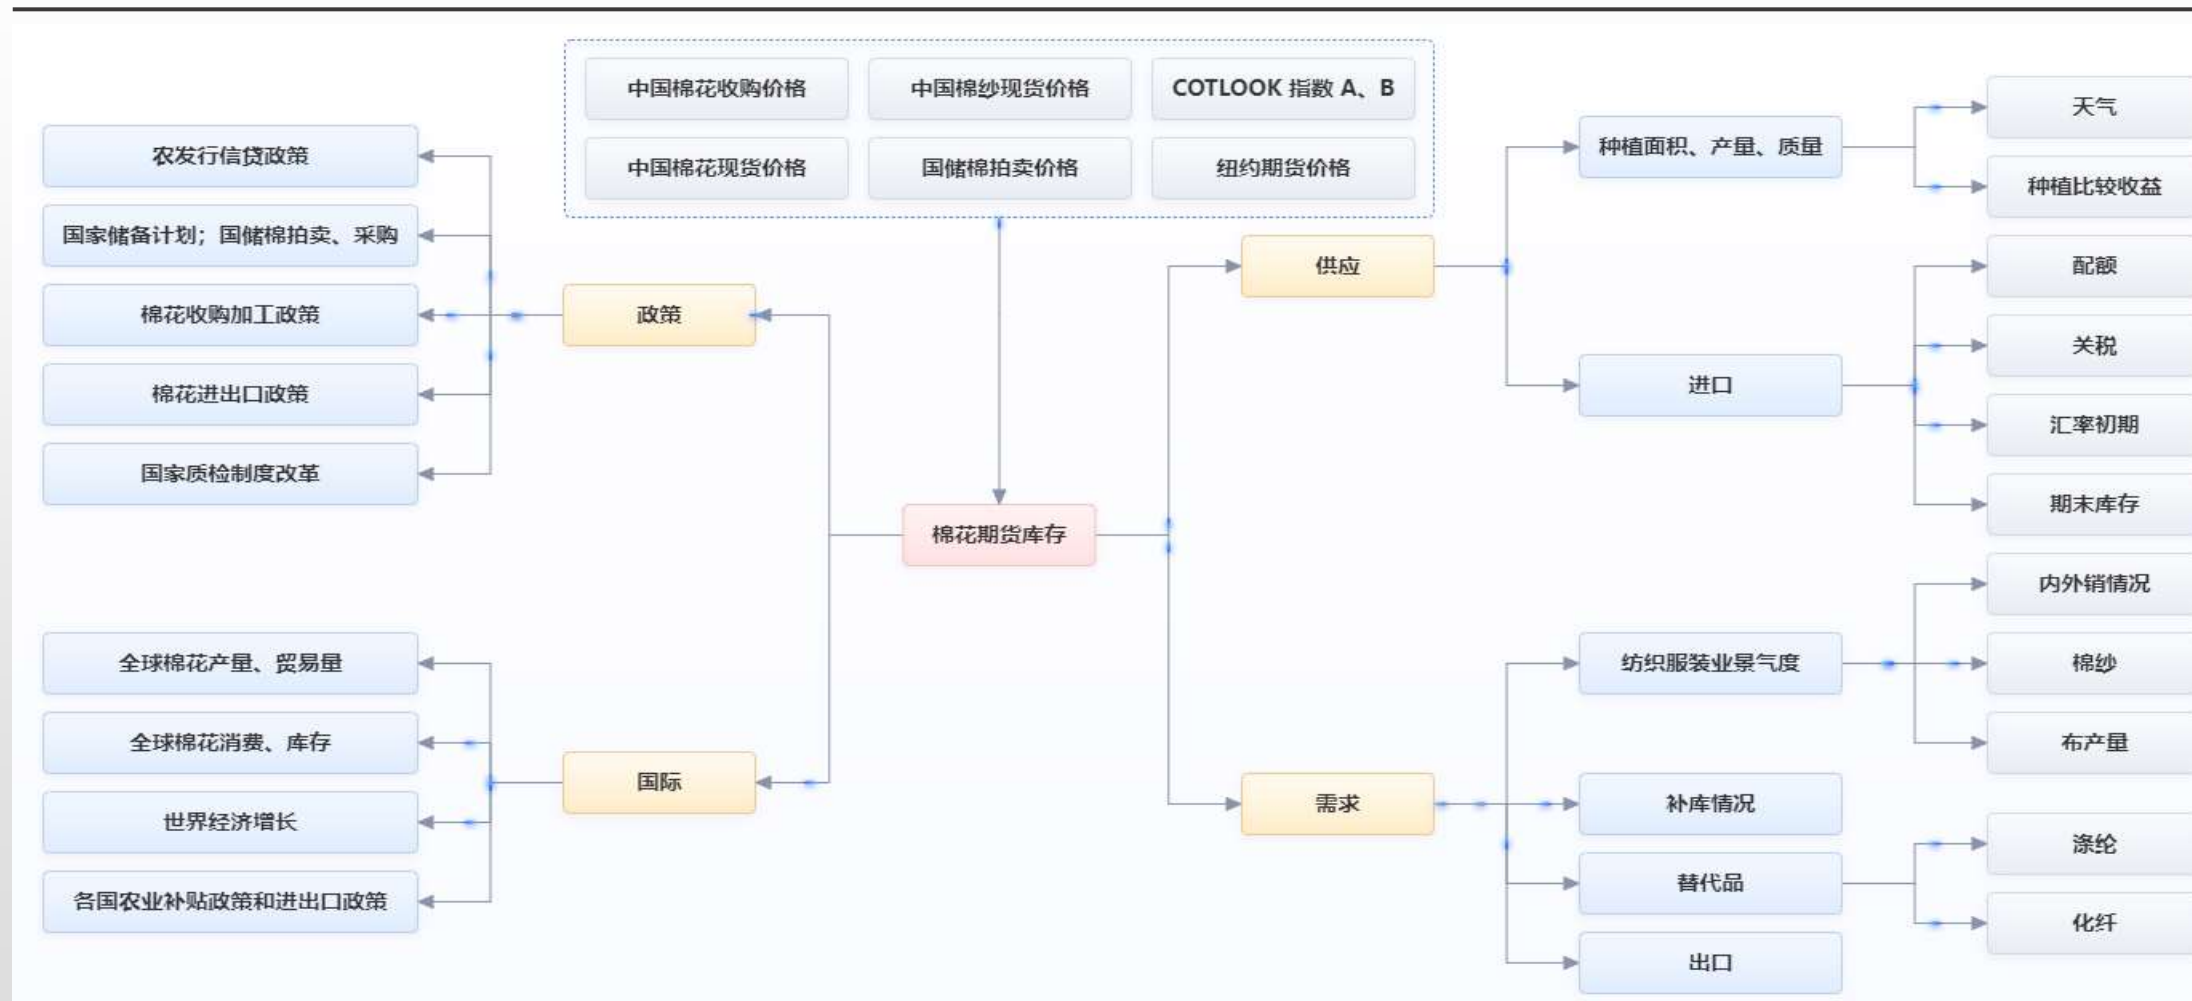 中国棉花收购价格
中国棉纱现货价格
COTLOOK 指数 A、B
中国棉花现货价格
国储棉拍卖价格
纽约期货价格
农发行信贷政策
国家储备计划；国储棉拍卖、采购
棉花收购加工政策
棉花进出口政策
国家质检制度改革
政策
全球棉花产量、贸易量
全球棉花消费、库存
世界经济增长
各国农业补贴政策和进出口政策
国际
棉花期货库存
供应
种植面积、产量、质量
天气
种植比较收益
进口
配额
关税
汇率初期
期末库存
需求
纺织服装业景气度
内外销情况
棉纱
布产量
补库情况
替代品
涤纶
化纤
出口